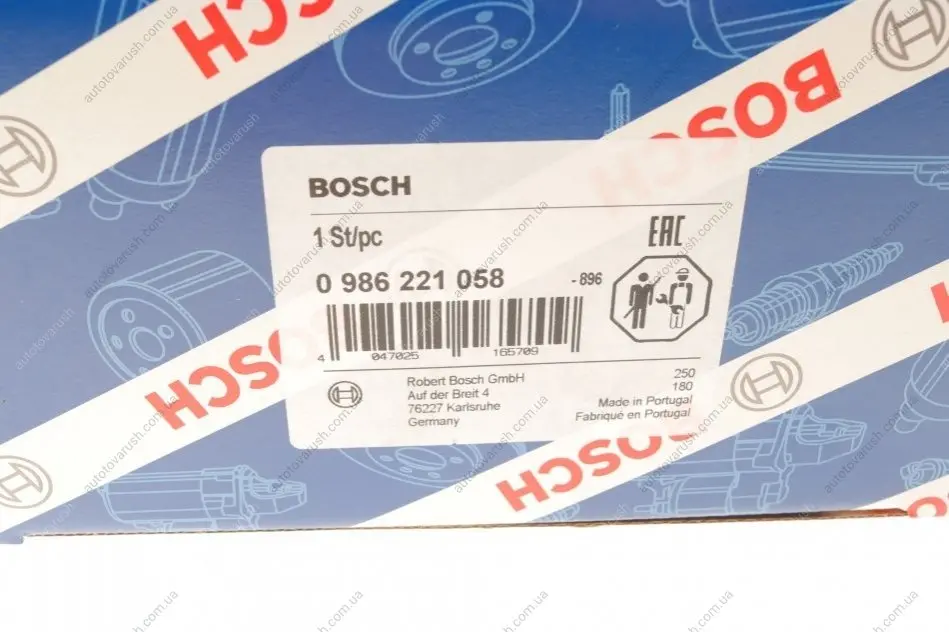 BOSCH
BOSCH
BOSCH
1 St/pc
EAC
0 986 221 058
- 896
4 047025 165709
Robert Bosch GmbH
Auf der Breit 4
76227 Karlsruhe
Germany
250
180
Made in Portugal
Fabriqué en Portugal
BOSCH
BOSCH
autotovarush.com.ua